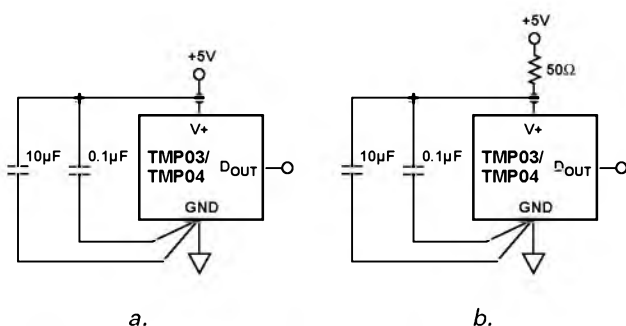 +5V
V+
10µF
0.1µF
TMP03/
TMP04
DOUT
GND
a.
+5V
50Ω
V+
10µF
0.1µF
TMP03/
TMP04
DOUT
GND
b.